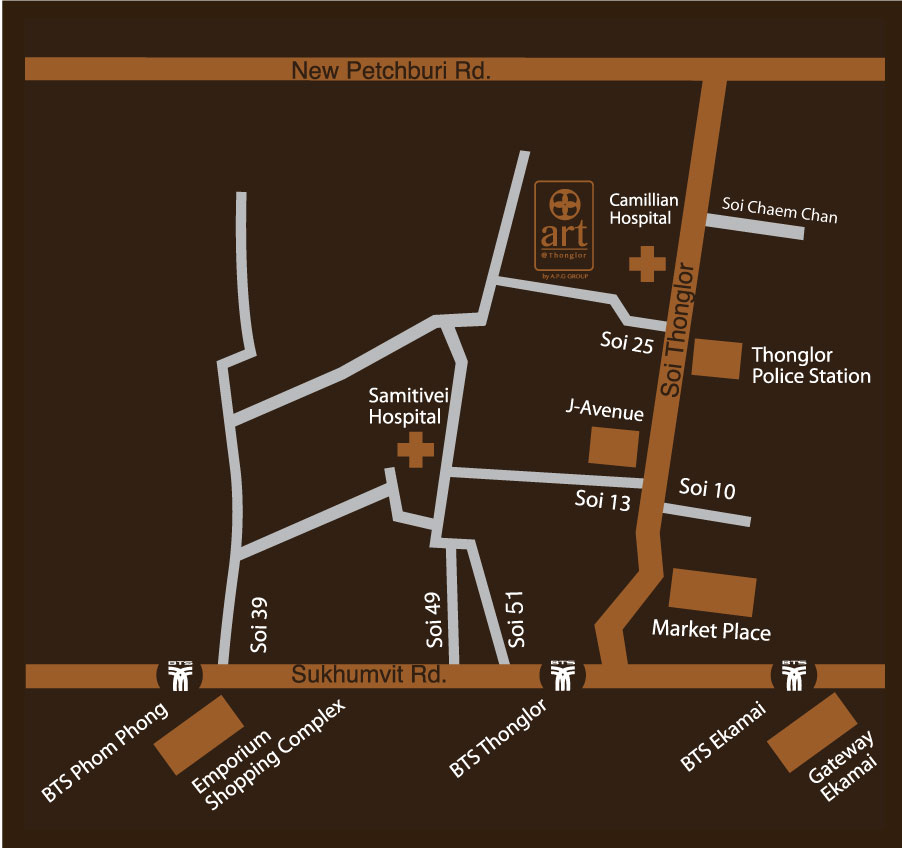 New Petchburi Rd.
Camillian
Hospital
Soi Chaem Chan
art
@Thonglor
by A.P.G GROUP
Soi Thonglor
Soi 25
Thonglor
Police Station
Samitivei
Hospital
J-Avenue
Soi 13
Soi 10
Soi 39
Soi 49
Soi 51
Market Place
BTS
Sukhumvit Rd.
BTS
BTS
BTS Phom Phong
Emporium
Shopping Complex
BTS Thonglor
BTS Ekamai
Gateway
Ekamai